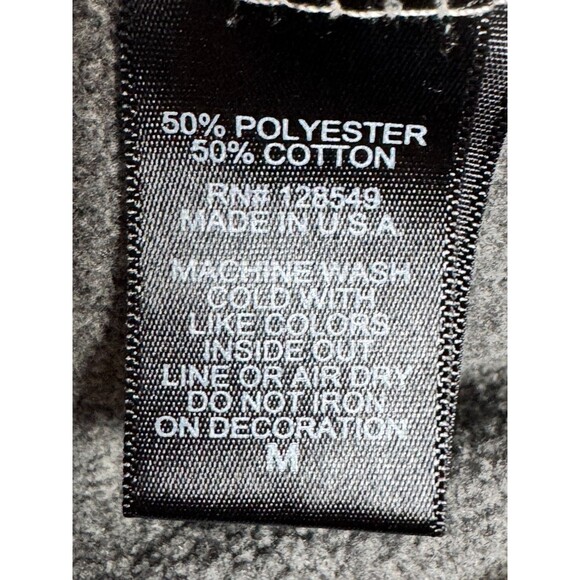 50% POLYESTER
50% COTTON
RN# 128549
MADE IN U.S.A.
MACHINE WASH
COLD WITH
LIKE COLORS
INSIDE OUT
LINE OR AIR DRY
DO NOT IRON
ON DECORATION
M